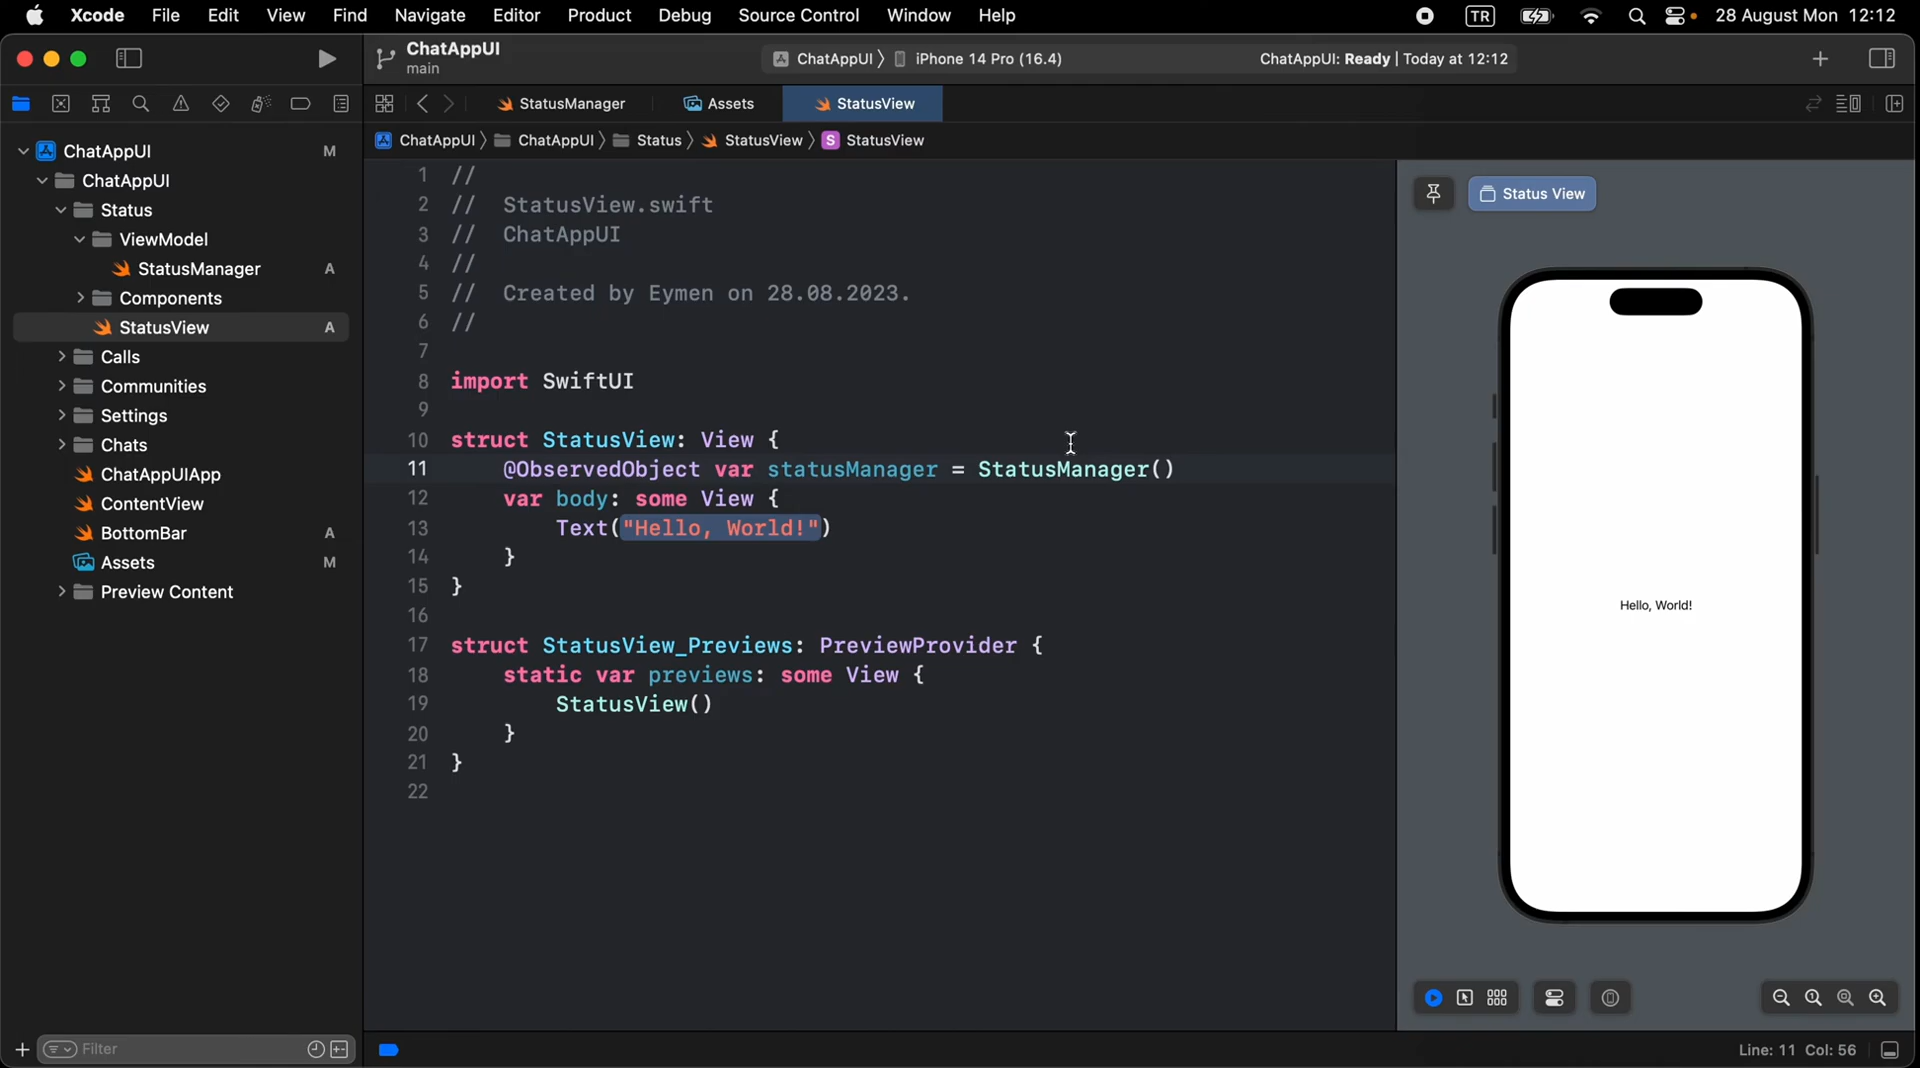 Xcode File Edit View Find Navigate Editor Product Debug Source Control Window Help TR 28 August Mon 12:12
ChatAppUI
main
ChatAppUI iPhone 14 Pro (16.4) ChatAppUI: Ready | Today at 12:12
StatusManager Assets StatusView
ChatAppUI ChatAppUI Status StatusView S StatusView
ChatAppUI M
ChatAppUI
Status
ViewModel
StatusManager A
Components
StatusView A
Calls
Communities
Settings
Chats
ChatAppUIApp
ContentView
BottomBar A
Assets M
Preview Content
Filter
1 //
2 // StatusView.swift
3 // ChatAppUI
4 //
5 // Created by Eymen on 28.08.2023.
6 //
7
8 import SwiftUI
9
10 struct StatusView: View {
11 @ObservedObject var statusManager = StatusManager()
12 var body: some View {
13 Text("Hello, World!")
14 }
15 }
16
17 struct StatusView_Previews: PreviewProvider {
18 static var previews: some View {
19 StatusView()
20 }
21 }
22
Status View
Hello, World!
Line: 11 Col: 56